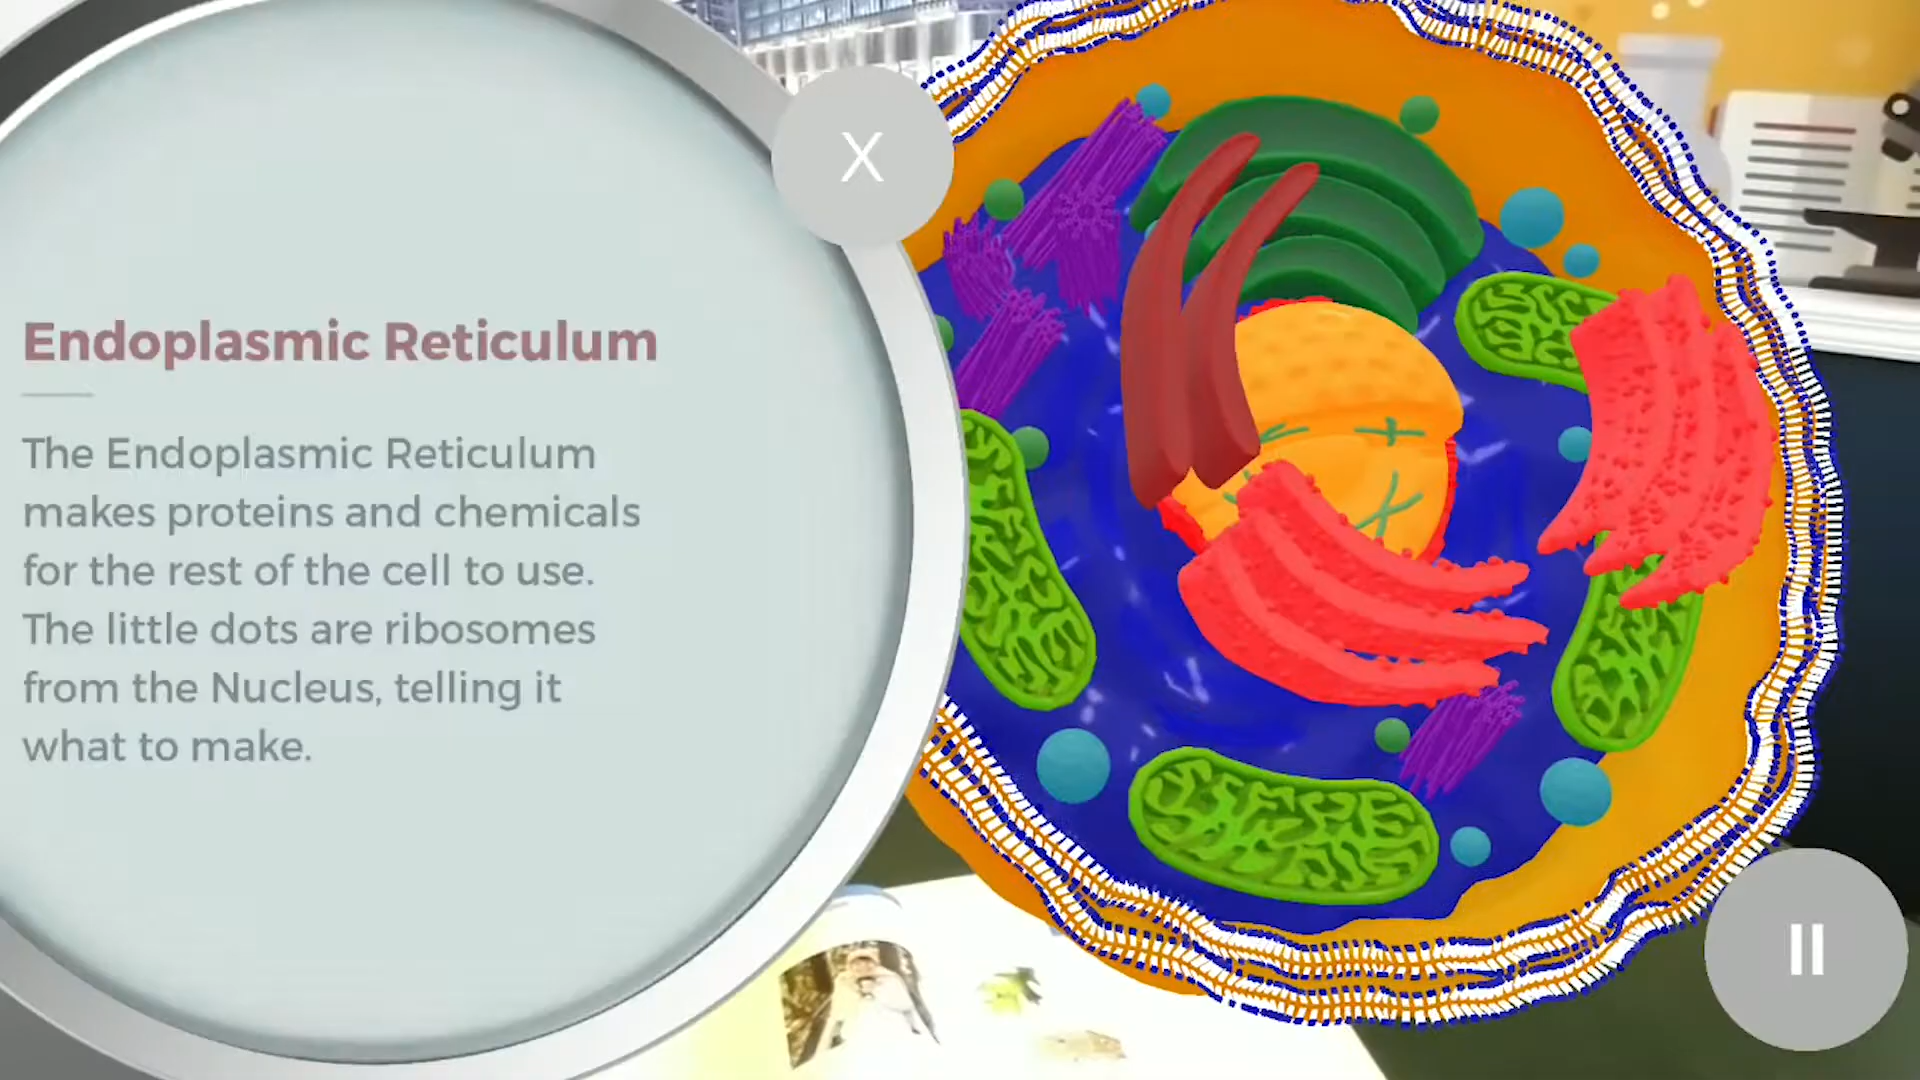 X
Endoplasmic Reticulum
The Endoplasmic Reticulum
makes proteins and chemicals
for the rest of the cell to use.
The little dots are ribosomes
from the Nucleus, telling it
what to make.